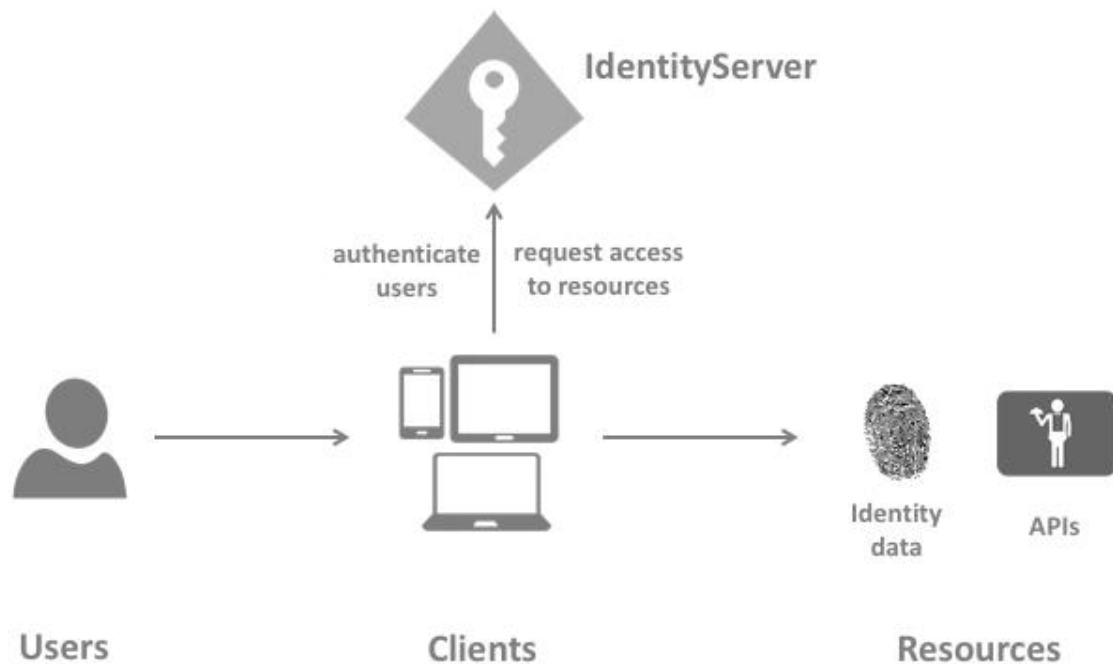 IdentityServer
authenticate
users
request access
to resources
Identity
data
APIs
Users
Clients
Resources